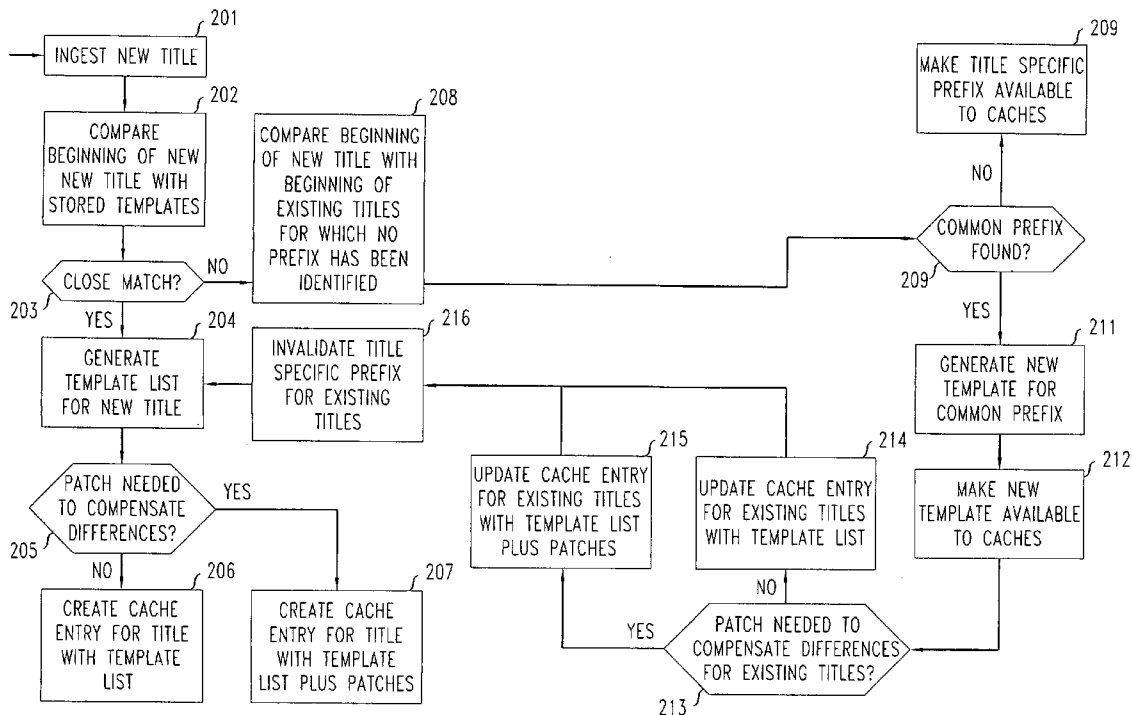 201
INGEST NEW TITLE
202
COMPARE
BEGINNING OF NEW
NEW TITLE WITH
STORED TEMPLATES
CLOSE MATCH?
203
NO
YES
208
COMPARE BEGINNING
OF NEW TITLE WITH
BEGINNING OF
EXISTING TITLES
FOR WHICH NO
PREFIX HAS BEEN
IDENTIFIED
209
MAKE TITLE SPECIFIC
PREFIX AVAILABLE
TO CACHES
NO
COMMON PREFIX
FOUND?
209
YES
204
GENERATE
TEMPLATE LIST
FOR NEW TITLE
216
INVALIDATE TITLE
SPECIFIC PREFIX
FOR EXISTING
TITLES
211
GENERATE NEW
TEMPLATE FOR
COMMON PREFIX
212
MAKE NEW
TEMPLATE AVAILABLE
TO CACHES
PATCH NEEDED
TO COMPENSATE
DIFFERENCES?
205
YES
NO
215
UPDATE CACHE ENTRY
FOR EXISTING TITLES
WITH TEMPLATE LIST
PLUS PATCHES
214
UPDATE CACHE ENTRY
FOR EXISTING TITLES
WITH TEMPLATE LIST
206
CREATE CACHE
ENTRY FOR TITLE
WITH TEMPLATE
LIST
207
CREATE CACHE
ENTRY FOR TITLE
WITH TEMPLATE
LIST PLUS PATCHES
YES
NO
PATCH NEEDED TO
COMPENSATE DIFFERENCES
FOR EXISTING TITLES?
213